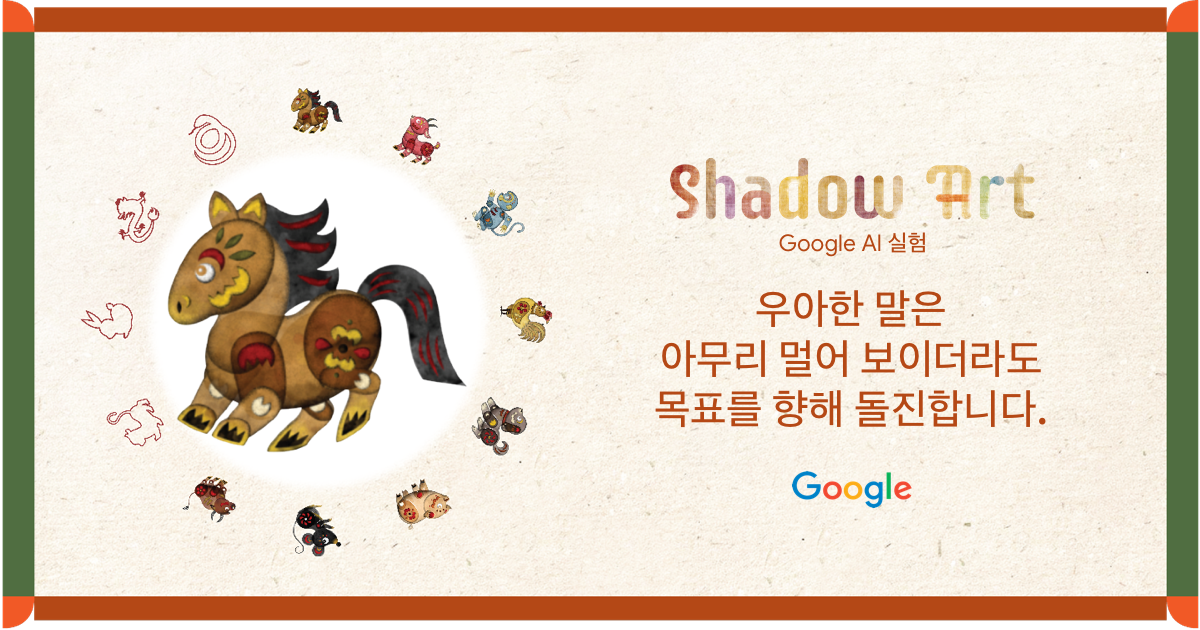 Shadow Art
Google AI 실험
우아한 말은
아무리 멀어 보이더라도
목표를 향해 돌진합니다.
Google